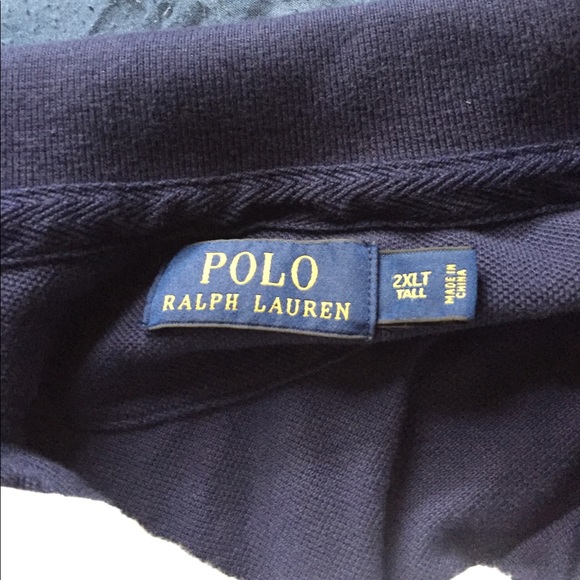 POLO
RALPH LAUREN
2XLT
TALL
MADE IN
CHINA